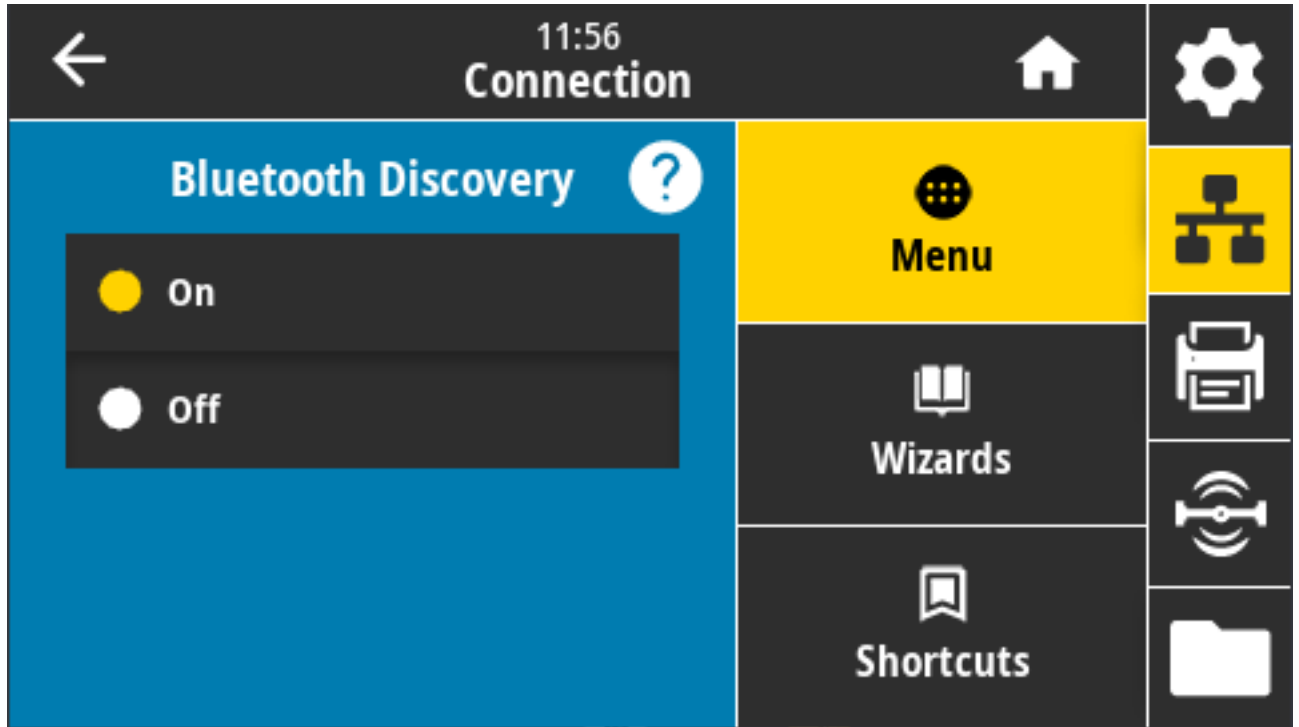 11:56
Connection
Bluetooth Discovery
?
On
Off
Menu
Wizards
Shortcuts